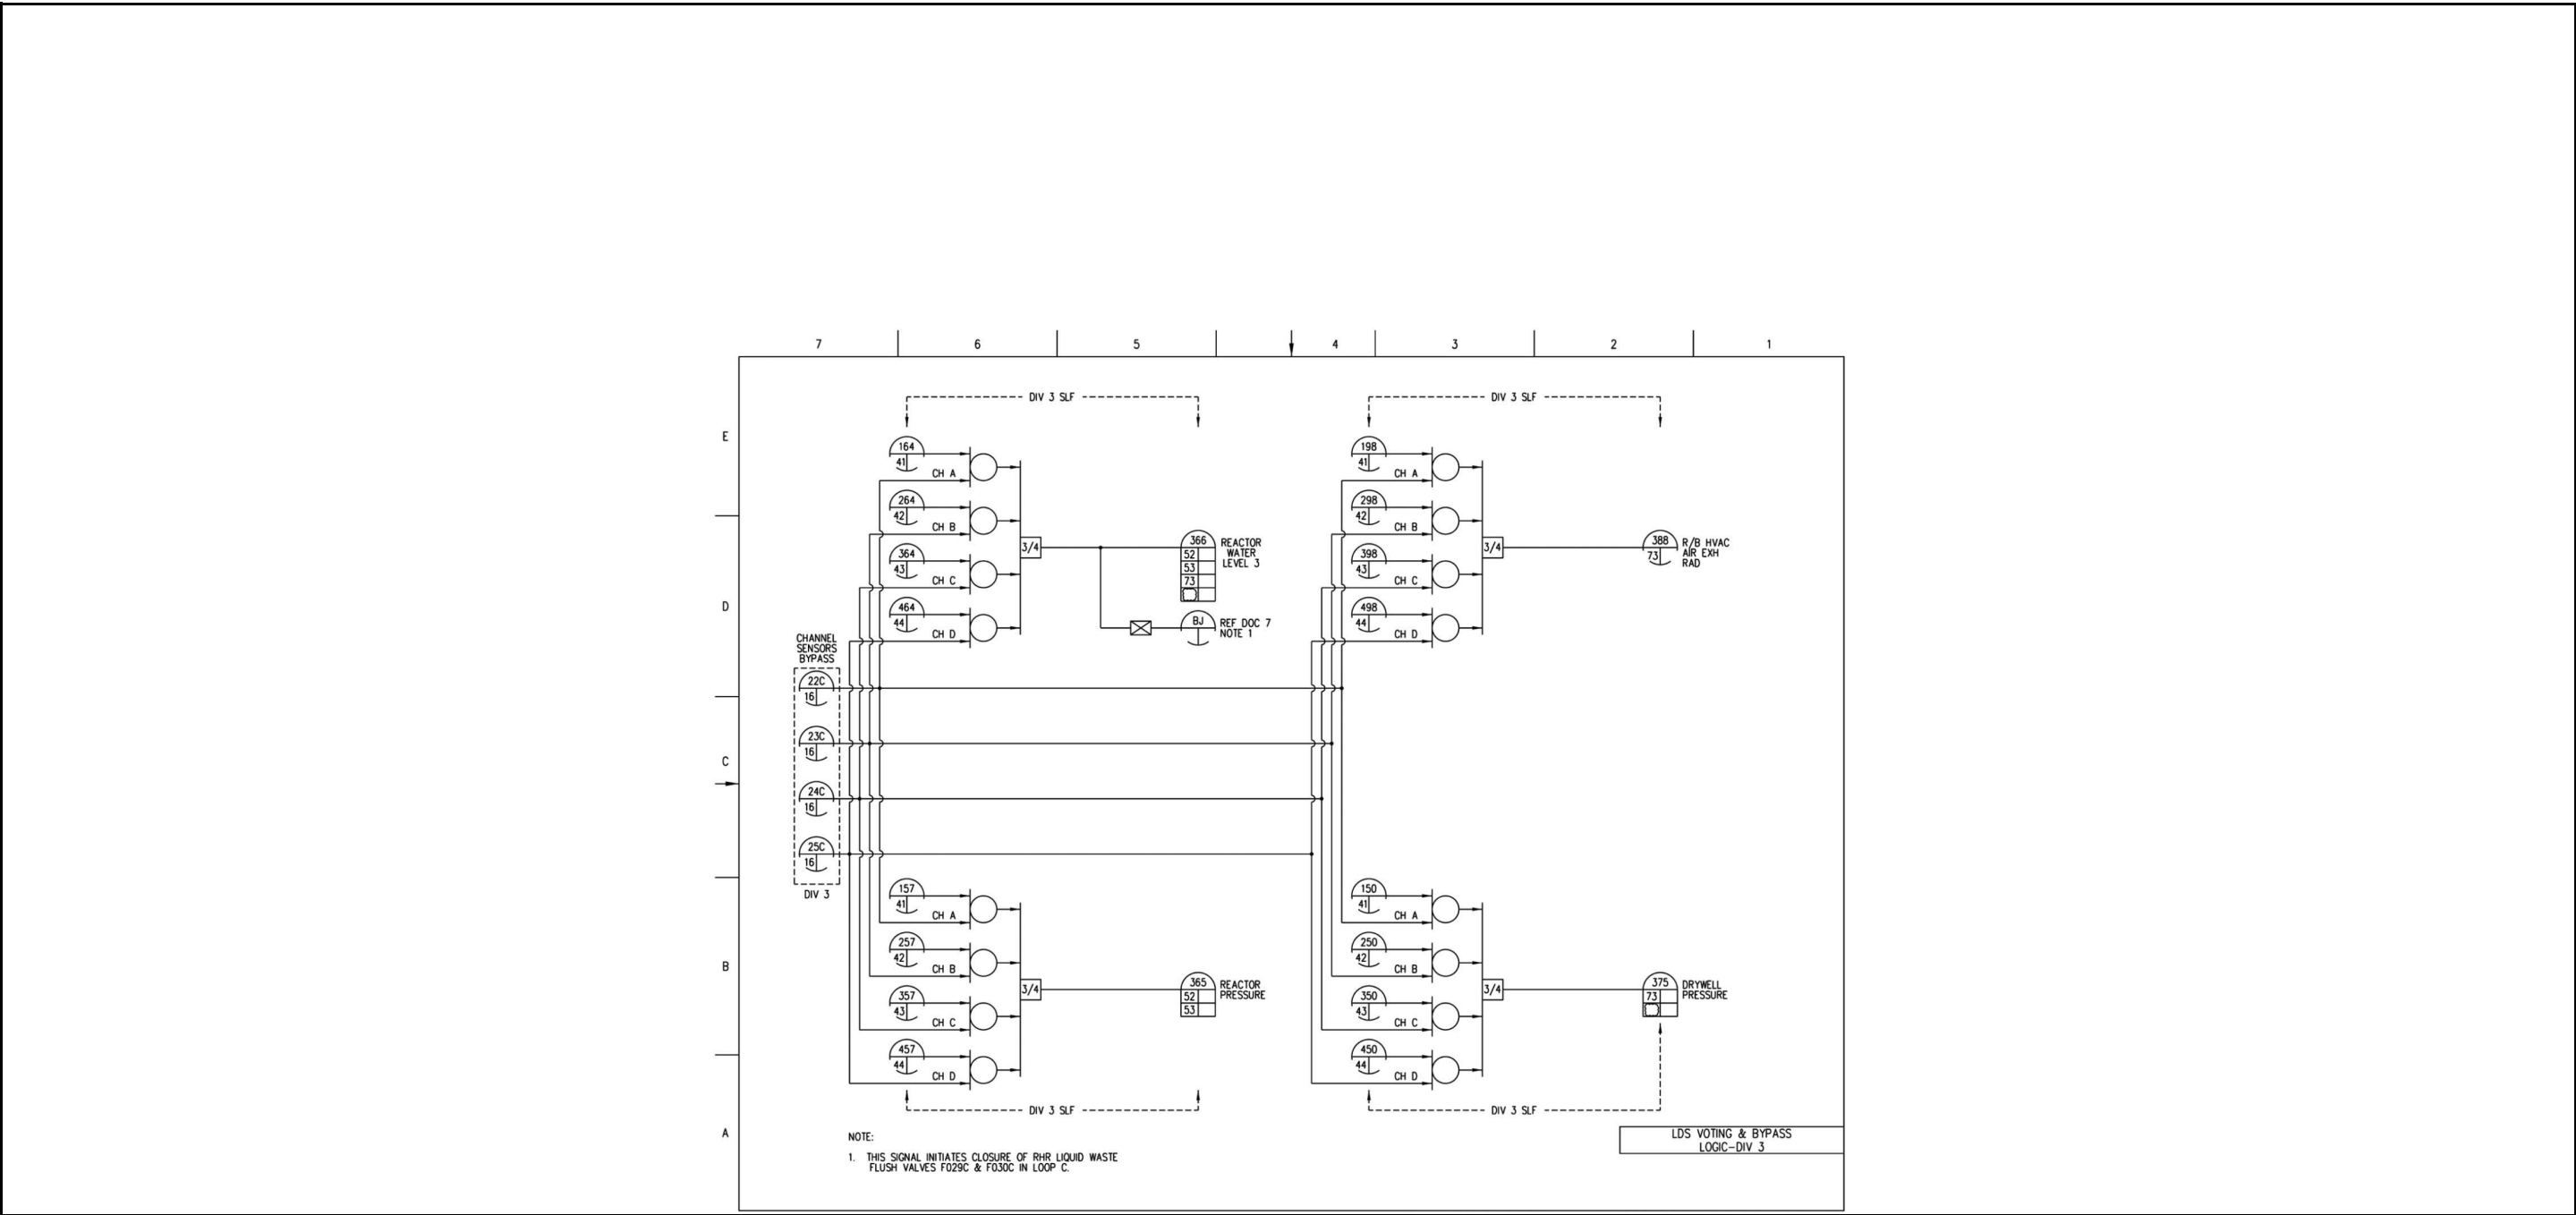 7 6 5 4 3 2 1
DIV 3 SLF DIV 3 SLF
E
164
41
CH A
264
42
CH B
364
43
CH C
464
44
CH D
3/4
366
52
53
73
REACTOR
WATER
LEVEL 3
BJ
REF DOC 7
NOTE 1
198
41
CH A
298
42
CH B
398
43
CH C
498
44
CH D
3/4
388
73
R/B HVAC
AIR EXH
RAD
D
CHANNEL
SENSORS
BYPASS
22C
16
23C
16
C
24C
16
25C
16
DIV 3
157
41
CH A
257
42
CH B
357
43
CH C
457
44
CH D
3/4
365
52
53
REACTOR
PRESSURE
150
41
CH A
250
42
CH B
350
43
CH C
450
44
CH D
3/4
375
73
DRYWELL
PRESSURE
B
DIV 3 SLF DIV 3 SLF
A
NOTE:
1. THIS SIGNAL INITIATES CLOSURE OF RHR LIQUID WASTE
FLUSH VALVES F029C & F030C IN LOOP C.
LDS VOTING & BYPASS
LOGIC-DIV 3